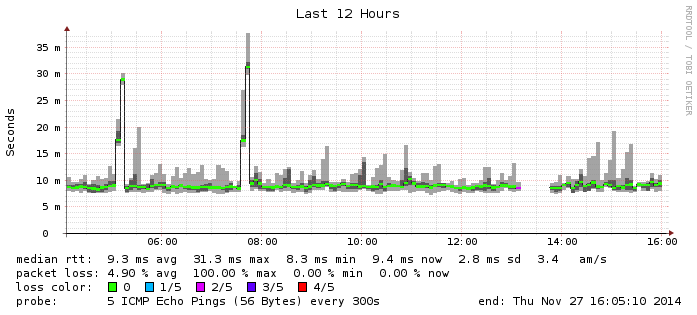 Last 12 Hours
RRDTOOL / TOBI OETIKER
Seconds
35 m
30 m
25 m
20 m
15 m
10 m
5 m
0
06:00 08:00 10:00 12:00 14:00 16:00
median rtt: 9.3 ms avg 31.3 ms max 8.3 ms min 9.4 ms now 2.8 ms sd 3.4 am/s
packet loss: 4.90 % avg 100.00 % max 0.00 % min 0.00 % now
loss color: 0 1/5 2/5 3/5 4/5
probe: 5 ICMP Echo Pings (56 Bytes) every 300s end: Thu Nov 27 16:05:10 2014